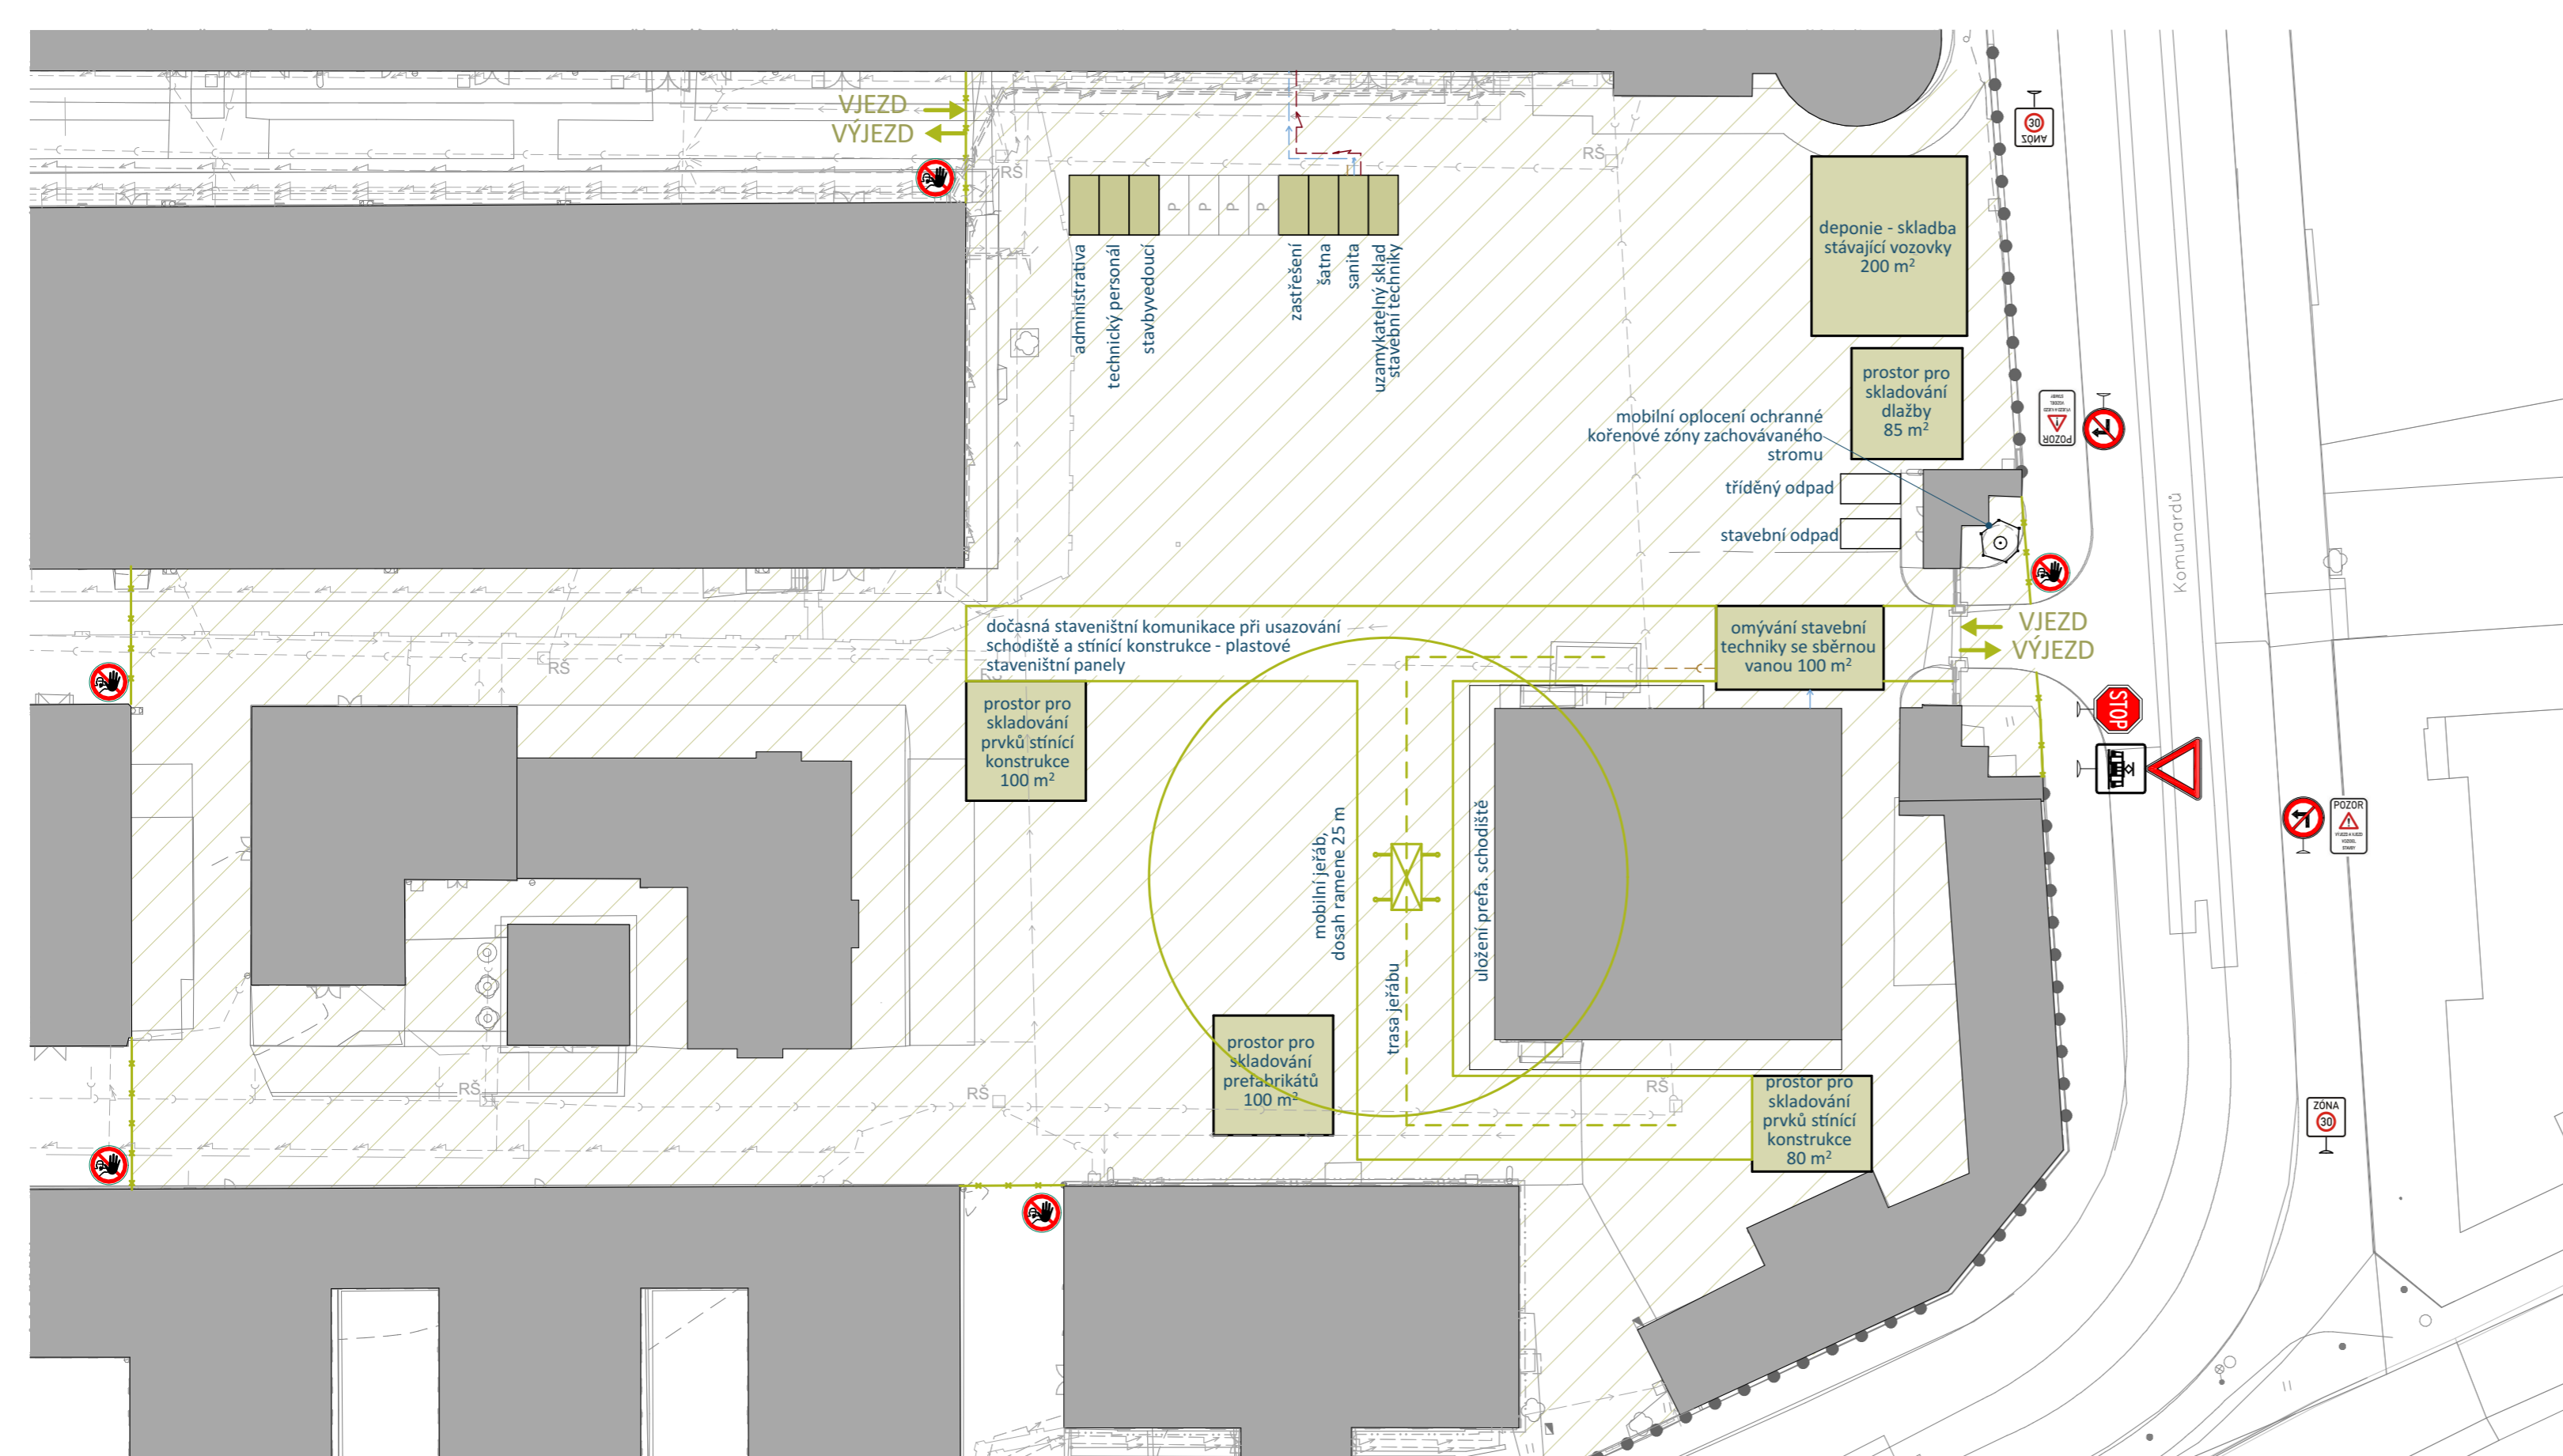 VJEZD
VÝJEZD
RŠ
RŠ
30
ZÓNA
P
P
P
P
administrativa
technický personál
stavbyvedoucí
zastřešení
šatna
sanita
uzamykatelný sklad
stavební techniky
deponie - skladba
stávající vozovky
200 m²
prostor pro
skladování
dlažby
85 m²
mobilní oplocení ochranné
kořenové zóny zachovávaného
stromu
POZOR
tříděný odpad
stavební odpad
Komunardů
VJEZD
VÝJEZD
dočasná staveništní komunikace při usazování
schodiště a stínící konstrukce - plastové
staveništní panely
omývání stavební
techniky se sběrnou
vanou 100 m²
RŠ
RŠ
prostor pro
skladování
prvků stínící
konstrukce
100 m²
STOP
mobilní jeřáb,
dosah ramene 25 m
uložení prefa. schodiště
trasa jeřábu
POZOR
VJEZD A VÝJEZD
VOZIDEL
STAVBY
prostor pro
skladování
prefabrikátů
100 m²
prostor pro
skladování
prvků stínící
konstrukce
80 m²
RŠ
RŠ
RŠ
ZÓNA
30